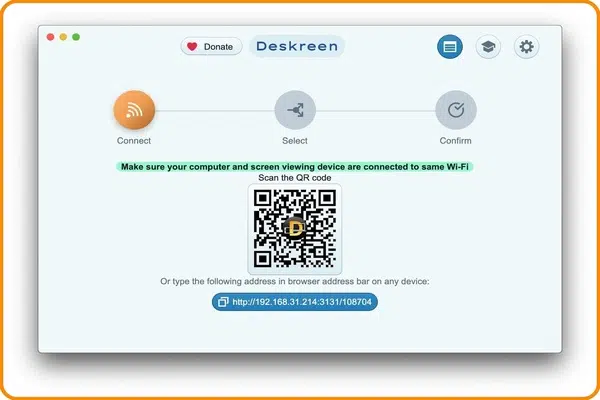 Donate
Deskreen
Connect
Select
Confirm
Make sure your computer and screen viewing device are connected to same Wi-Fi
Scan the QR code
D
Or type the following address in browser address bar on any device:
http://192.168.31.214:3131/108704